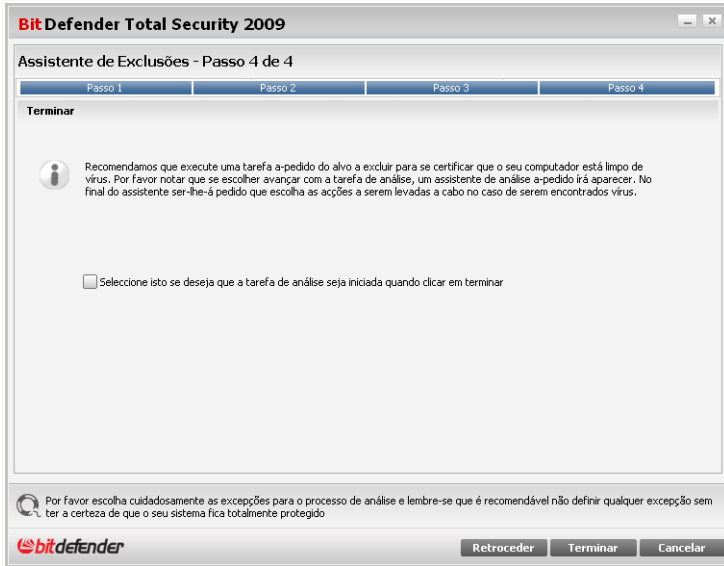 BitDefender Total Security 2009
Assistente de Exclusões - Passo 4 de 4
Passo 1 Passo 2 Passo 3 Passo 4
Terminar
Recomendamos que execute uma tarefa a-pedido do alvo a excluir para se certificar que o seu computador está limpo de
vírus. Por favor notar que se escolher avançar com a tarefa de análise, um assistente de análise a-pedido irá aparecer. No
final do assistente ser-lhe-á pedido que escolha as acções a serem levadas a cabo no caso de serem encontrados vírus.
Seleccione isto se deseja que a tarefa de análise seja iniciada quando clicar em terminar
Por favor escolha cuidadosamente as excepções para o processo de análise e lembre-se que é recomendável não definir qualquer excepção sem
ter a certeza de que o seu sistema fica totalmente protegido
bitdefender
Retroceder Terminar Cancelar